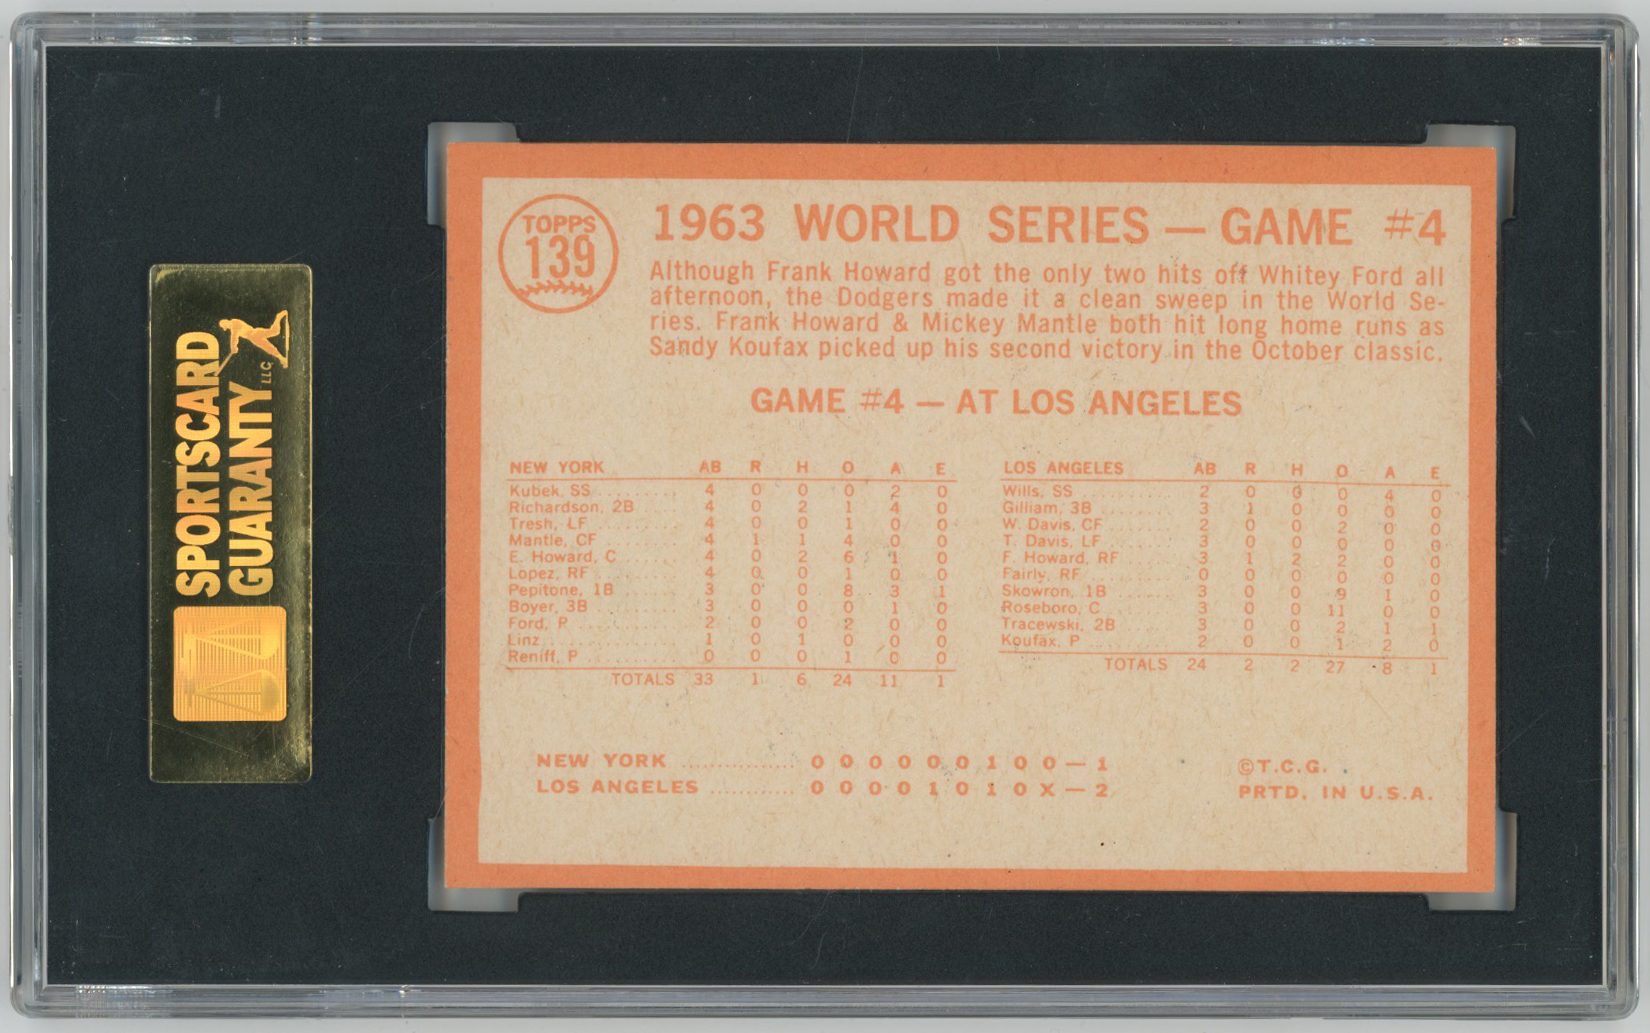 SPORTSCARD
GUARANTY LLC
TOPPS
139
1963 WORLD SERIES — GAME #4
Although Frank Howard got the only two hits off Whitey Ford all
afternoon, the Dodgers made it a clean sweep in the World Se-
ries. Frank Howard & Mickey Mantle both hit long home runs as
Sandy Koufax picked up his second victory in the October classic.
GAME #4 — AT LOS ANGELES
NEW YORK AB R H O A E
Kubek, SS 4 0 0 0 2 0
Richardson, 2B 4 0 2 1 4 0
Tresh, LF 4 0 0 1 0 0
Mantle, CF 4 1 1 4 0 0
E. Howard, C 4 0 2 6 1 0
Lopez, RF 4 0 0 1 0 0
Pepitone, 1B 3 0 0 8 3 1
Boyer, 3B 3 0 0 0 1 0
Ford, P 2 0 0 2 0 0
Linz 1 0 1 0 0 0
Reniff, P 0 0 0 1 0 0
TOTALS 33 1 6 24 11 1
LOS ANGELES AB R H O A E
Wills, SS 2 0 0 0 4 0
Gilliam, 3B 3 1 0 0 0 0
W. Davis, CF 2 0 0 2 0 0
T. Davis, LF 3 0 0 0 0 0
F. Howard, RF 3 1 2 2 0 0
Fairly, RF 0 0 0 0 0 0
Skowron, 1B 3 0 0 9 1 0
Roseboro, C 3 0 0 11 0 0
Tracewski, 2B 3 0 0 2 1 1
Koufax, P 2 0 0 1 2 0
TOTALS 24 2 2 27 8 1
NEW YORK 0 0 0 0 0 0 1 0 0 — 1
LOS ANGELES 0 0 0 0 1 0 1 0 X — 2
©T.C.G.
PRTD. IN U.S.A.